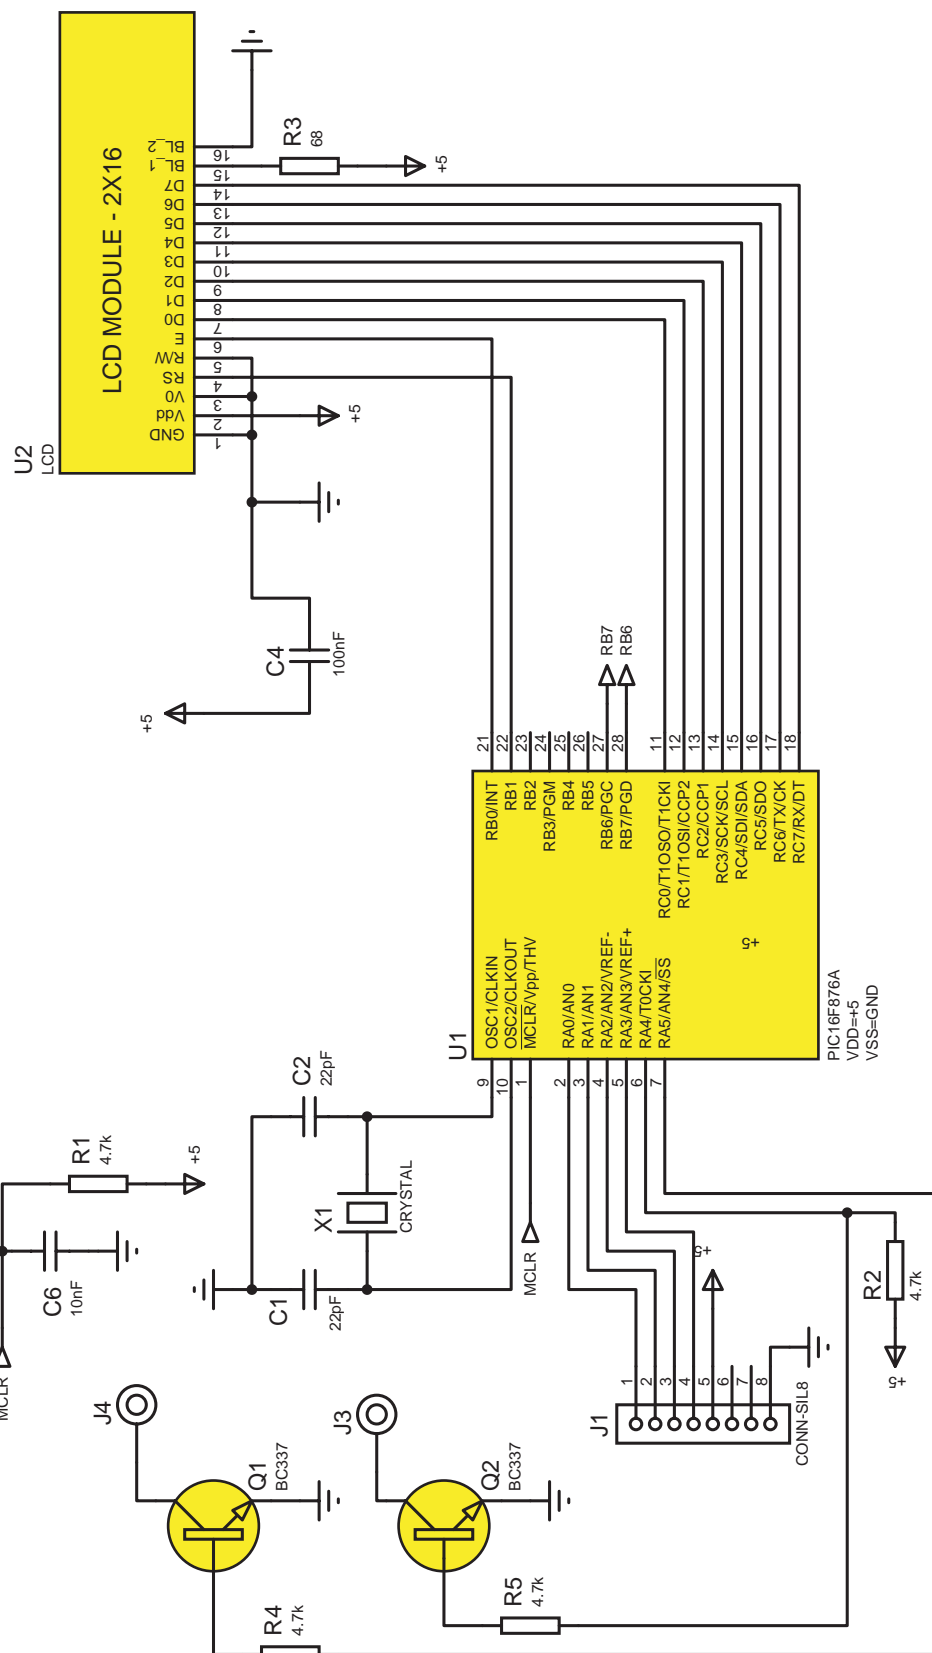 U2
LCD
LCD MODULE - 2X16
GND
Vdd
V0
RS
R/W
E
D0
D1
D2
D3
D4
D5
D6
D7
BL_1
BL_2
1
2
3
4
5
6
7
8
9
10
11
12
13
14
15
16
R3
68
+5
+5
C4
100nF
+5
RB7
RB6
21
22
23
24
25
26
27
28
11
12
13
14
15
16
17
18
RB0/INT
RB1
RB2
RB3/PGM
RB4
RB5
RB6/PGC
RB7/PGD
RC0/T1OSO/T1CKI
RC1/T1OSI/CCP2
RC2/CCP1
RC3/SCK/SCL
RC4/SDI/SDA
RC5/SDO
RC6/TX/CK
RC7/RX/DT
+5
U1
OSC1/CLKIN
OSC2/CLKOUT
MCLR/Vpp/THV
RA0/AN0
RA1/AN1
RA2/AN2/VREF-
RA3/AN3/VREF+
RA4/T0CKI
RA5/AN4/SS
PIC16F876A
VDD=+5
VSS=GND
9
10
1
2
3
4
5
6
7
C2
22pF
X1
CRYSTAL
C1
22pF
MCLR
R1
4.7k
+5
C6
10nF
MCLR
+5
R2
4.7k
+5
J1
1
2
3
4
5
6
7
8
CONN-SIL8
J4
Q1
BC337
J3
Q2
BC337
R4
4.7k
R5
4.7k